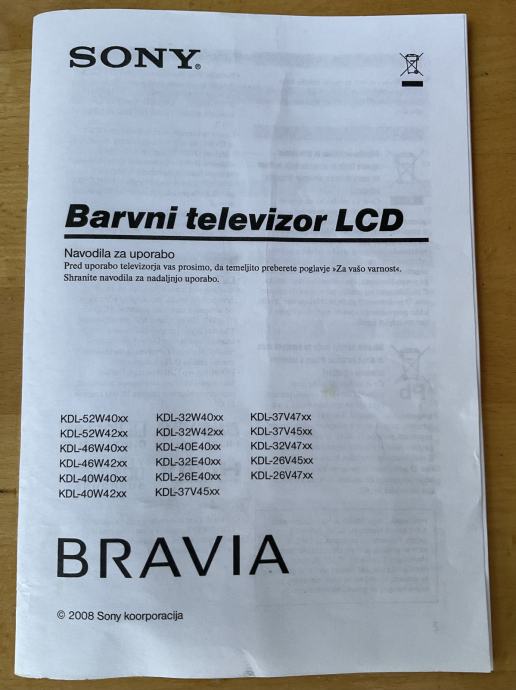 SONY®
Barvni televizor LCD
Navodila za uporabo
Pred uporabo televizorja vas prosimo, da temeljito preberete poglavje »Za vašo varnost«.
Shranite navodila za nadaljnjo uporabo.
KDL-52W40xx KDL-32W40xx KDL-37V47xx
KDL-52W42xx KDL-32W42xx KDL-37V45xx
KDL-46W40xx KDL-40E40xx KDL-32V47xx
KDL-46W42xx KDL-32E40xx KDL-26V45xx
KDL-40W40xx KDL-26E40xx KDL-26V47xx
KDL-40W42xx KDL-37V45xx
BRAVIA
© 2008 Sony koorporacija